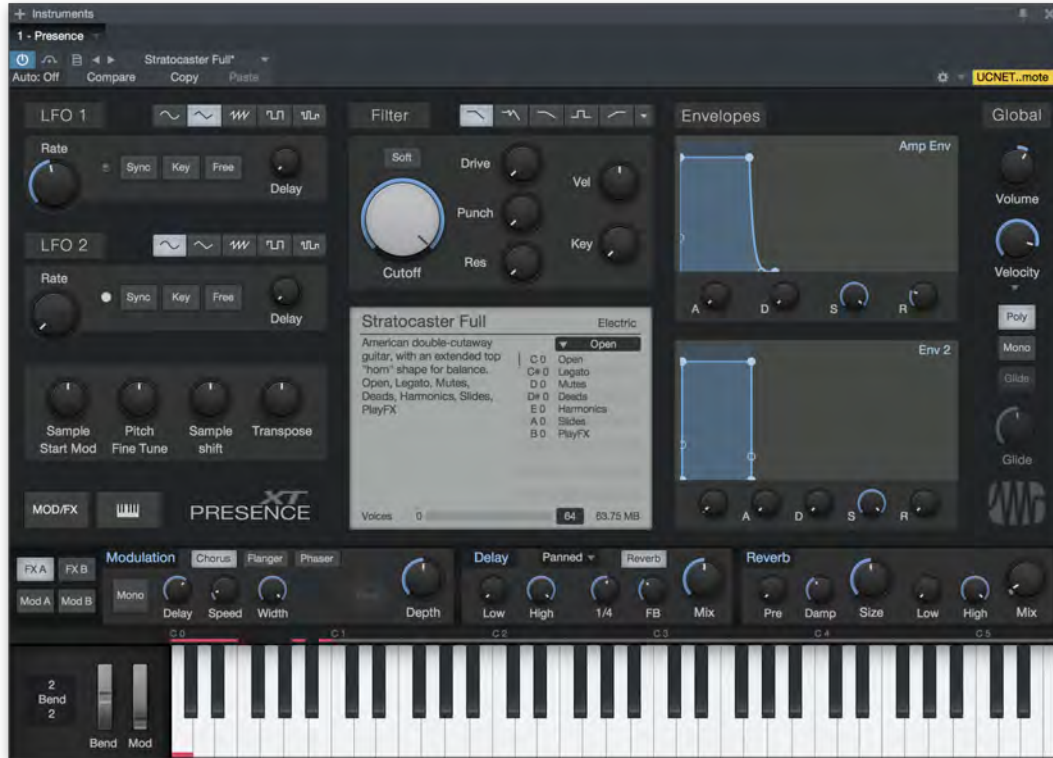 Instruments
1 - Presence
Stratocaster Full*
Auto: Off Compare Copy Paste
UCNET..mote
LFO 1
Rate
Sync Key Free
Delay
LFO 2
Rate
Sync Key Free
Delay
Sample Start Mod
Pitch Fine Tune
Sample shift
Transpose
MOD/FX
PRESENCE XT
Filter
Soft
Cutoff
Drive
Punch
Res
Vel
Key
Stratocaster Full Electric
American double-cutaway
guitar, with an extended top
"horn" shape for balance.
Open, Legato, Mutes,
Deads, Harmonics, Slides,
PlayFX
Open
C 0 Open
C# 0 Legato
D 0 Mutes
D# 0 Deads
E 0 Harmonics
A 0 Slides
B 0 PlayFX
Voices 0 64 63.75 MB
Envelopes
Amp Env
A D S R
Env 2
A D S R
Global
Volume
Velocity
Poly
Mono
Glide
Glide
FX A FX B
Mod A Mod B
Modulation Chorus Flanger Phaser
Mono
Delay Speed Width Depth
Delay Panned Reverb
Low High 1/4 FB Mix
Reverb
Pre Damp Size Low High Mix
C 0 C 1 C 2 C 3 C 4 C 5
2
Bend
2
Bend Mod